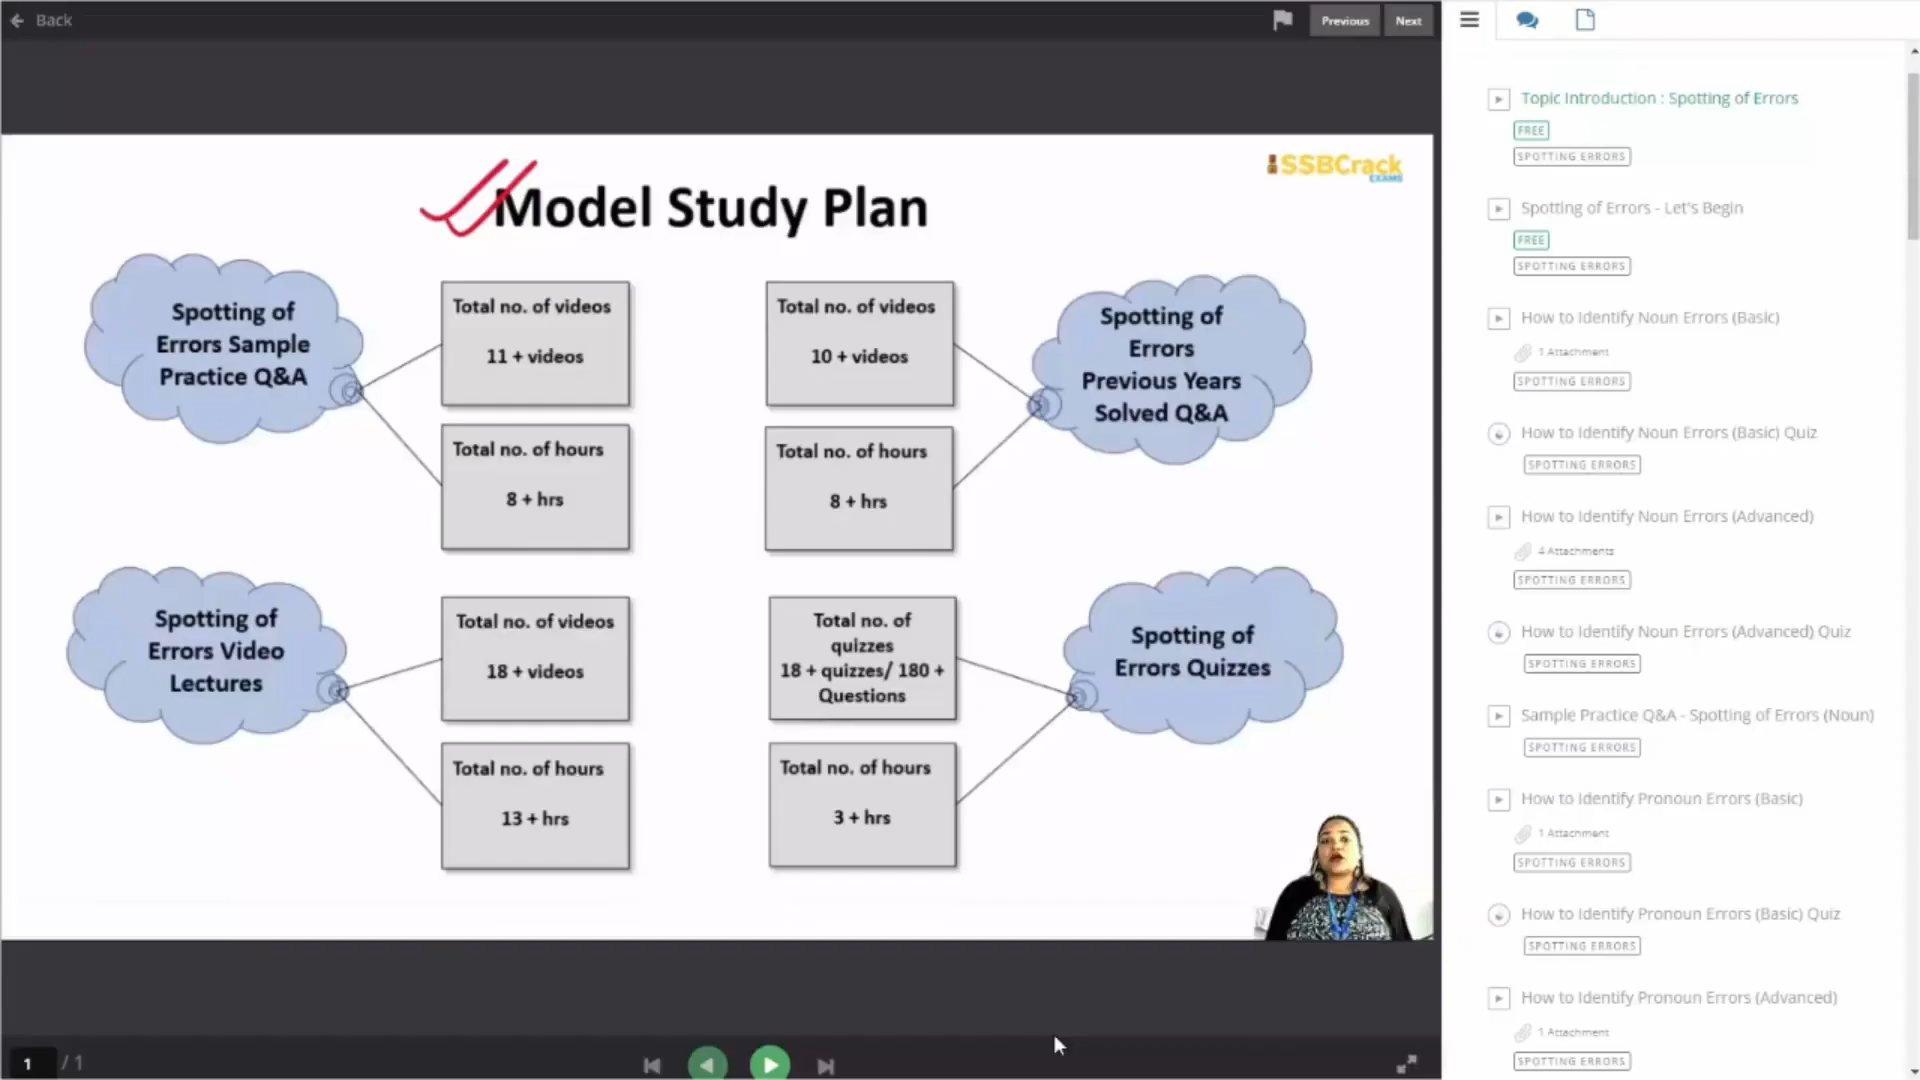 Back
Previous
Next
Model Study Plan
SSBCrack
EXAMS
Spotting of
Errors Sample
Practice Q&A
Total no. of videos
11 + videos
Total no. of hours
8 + hrs
Total no. of videos
10 + videos
Total no. of hours
8 + hrs
Spotting of
Errors
Previous Years
Solved Q&A
Spotting of
Errors Video
Lectures
Total no. of videos
18 + videos
Total no. of hours
13 + hrs
Total no. of
quizzes
18 + quizzes/ 180 +
Questions
Total no. of hours
3 + hrs
Spotting of
Errors Quizzes
1 / 1
Topic Introduction : Spotting of Errors
FREE
SPOTTING ERRORS
Spotting of Errors - Let's Begin
FREE
SPOTTING ERRORS
How to Identify Noun Errors (Basic)
1 Attachment
SPOTTING ERRORS
How to Identify Noun Errors (Basic) Quiz
SPOTTING ERRORS
How to Identify Noun Errors (Advanced)
4 Attachments
SPOTTING ERRORS
How to Identify Noun Errors (Advanced) Quiz
SPOTTING ERRORS
Sample Practice Q&A - Spotting of Errors (Noun)
SPOTTING ERRORS
How to Identify Pronoun Errors (Basic)
1 Attachment
SPOTTING ERRORS
How to Identify Pronoun Errors (Basic) Quiz
SPOTTING ERRORS
How to Identify Pronoun Errors (Advanced)
1 Attachment
SPOTTING ERRORS